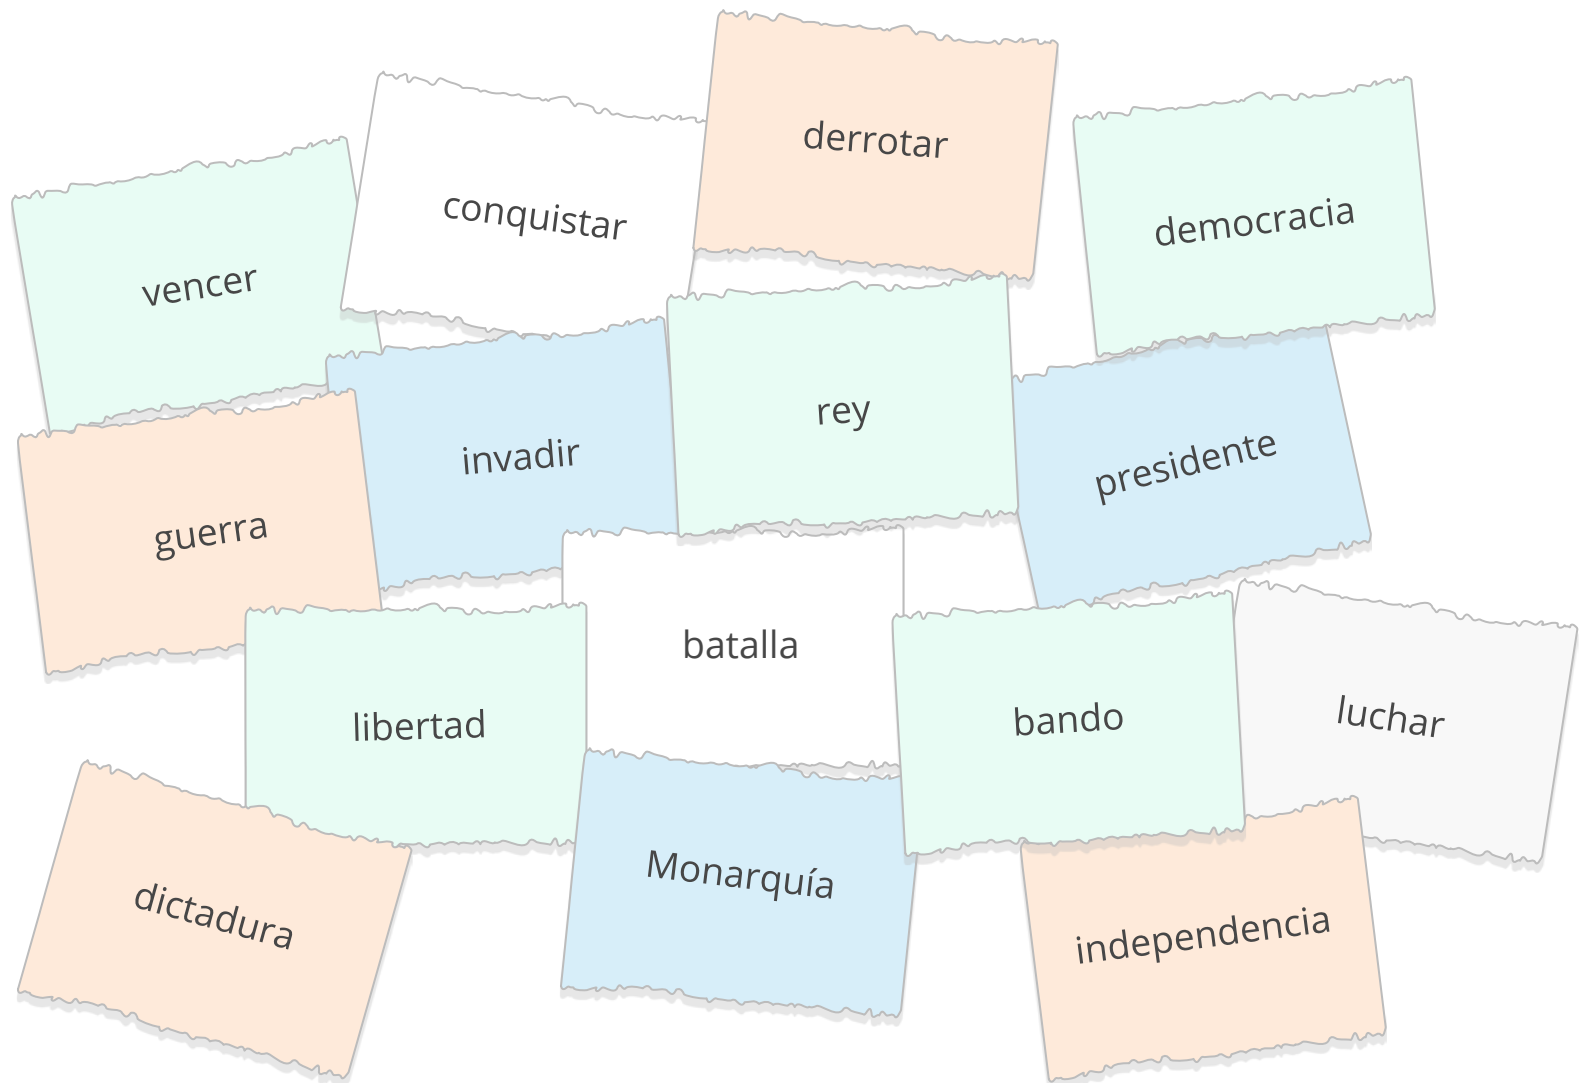 derrotar
conquistar
democracia
vencer
rey
invadir
presidente
guerra
batalla
libertad
bando
luchar
Monarquía
dictadura
independencia